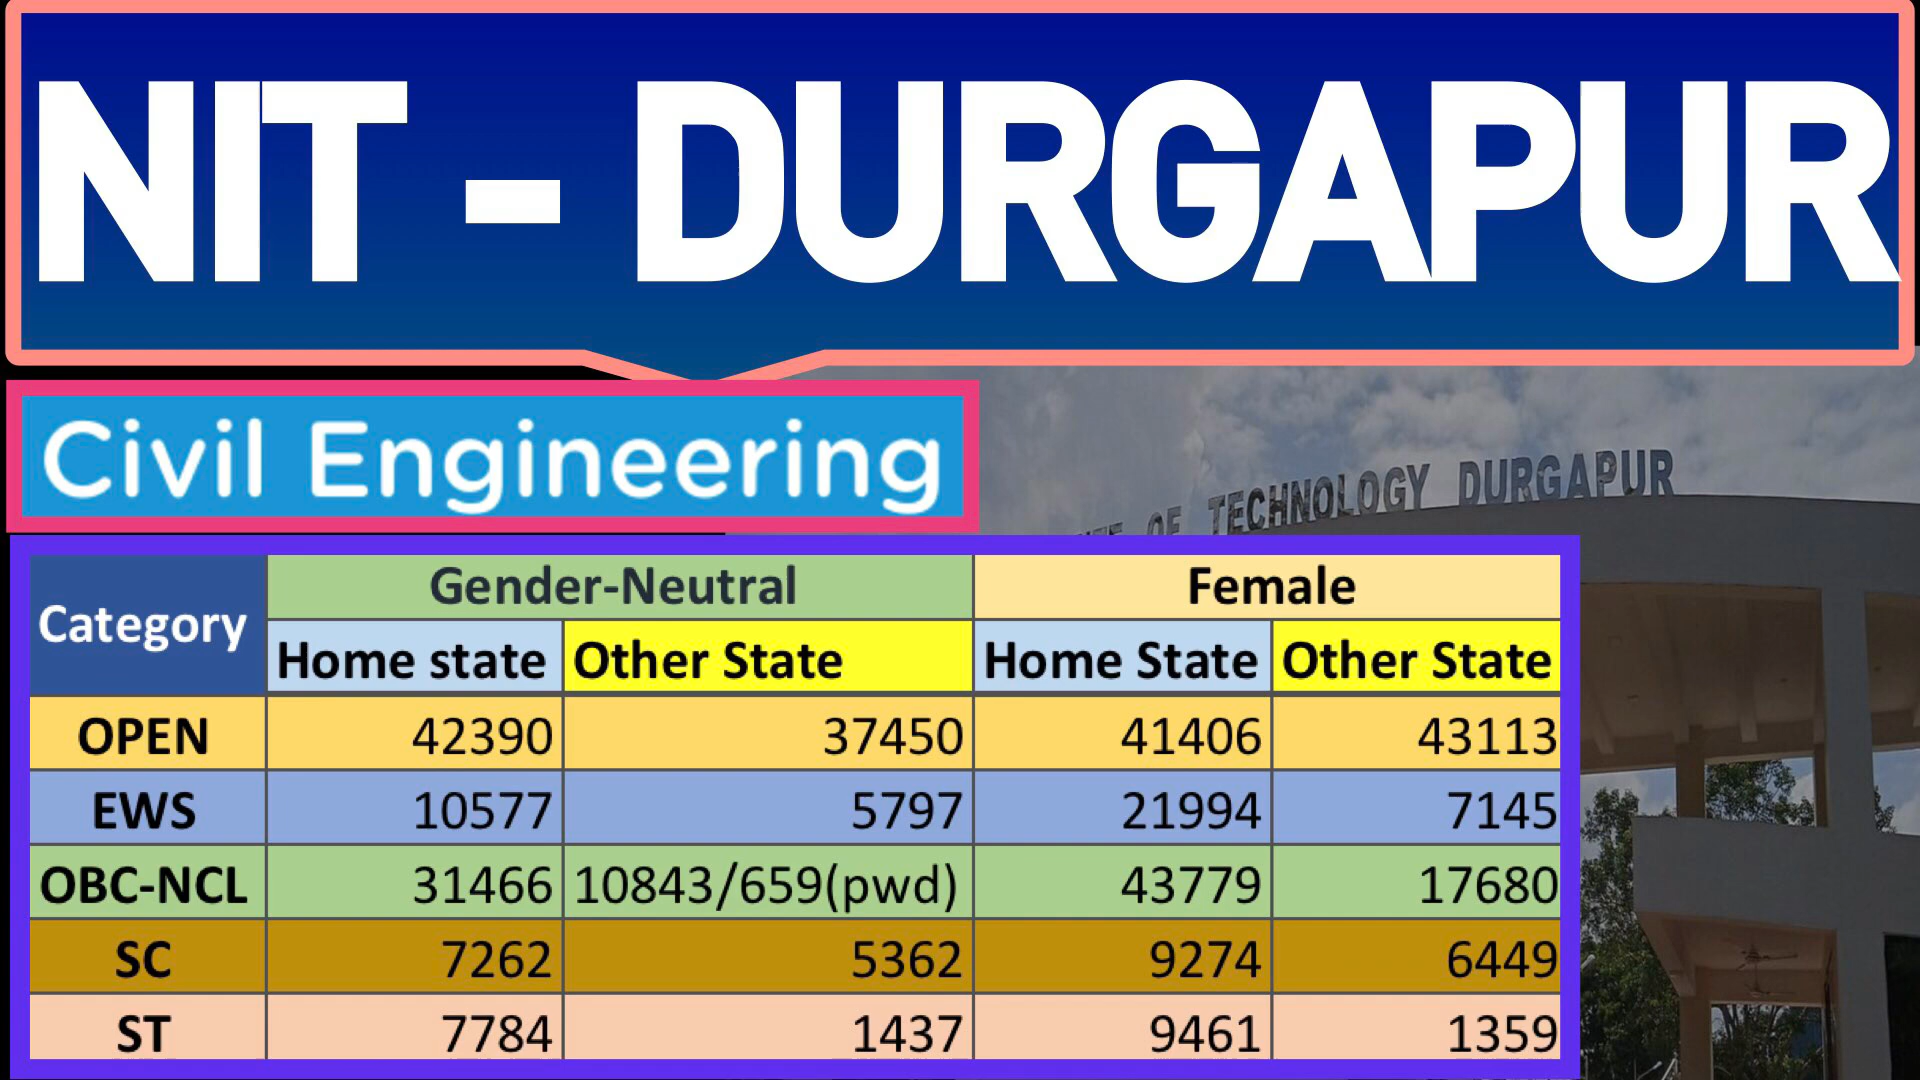 NIT - DURGAPUR
Civil Engineering
OF TECHNOLOGY DURGAPUR
Category Gender-Neutral Female
Home state Other State Home State Other State
OPEN 42390 37450 41406 43113
EWS 10577 5797 21994 7145
OBC-NCL 31466 10843/659(pwd) 43779 17680
SC 7262 5362 9274 6449
ST 7784 1437 9461 1359